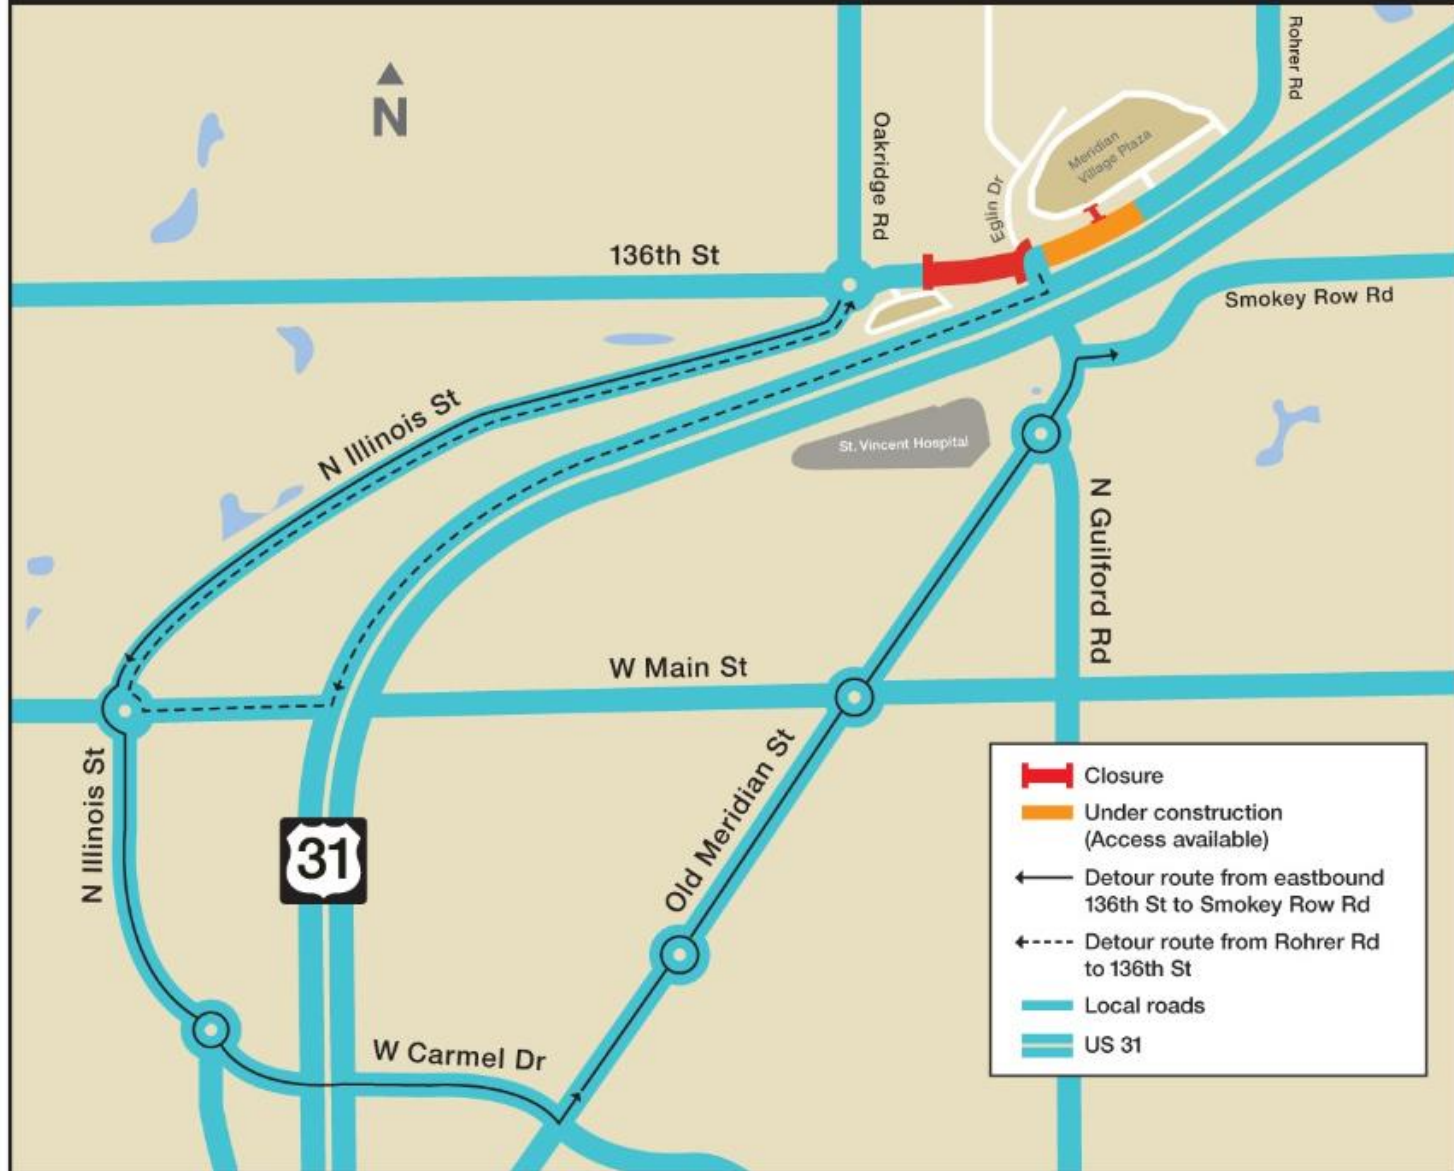 N
Rohrer Rd
Oakridge Rd
Meridian
Village Plaza
Eglin Dr
136th St
Smokey Row Rd
N Illinois St
St. Vincent Hospital
N Guilford Rd
W Main St
N Illinois St
31
Old Meridian St
W Carmel Dr
Closure
Under construction
(Access available)
Detour route from eastbound
136th St to Smokey Row Rd
Detour route from Rohrer Rd
to 136th St
Local roads
US 31